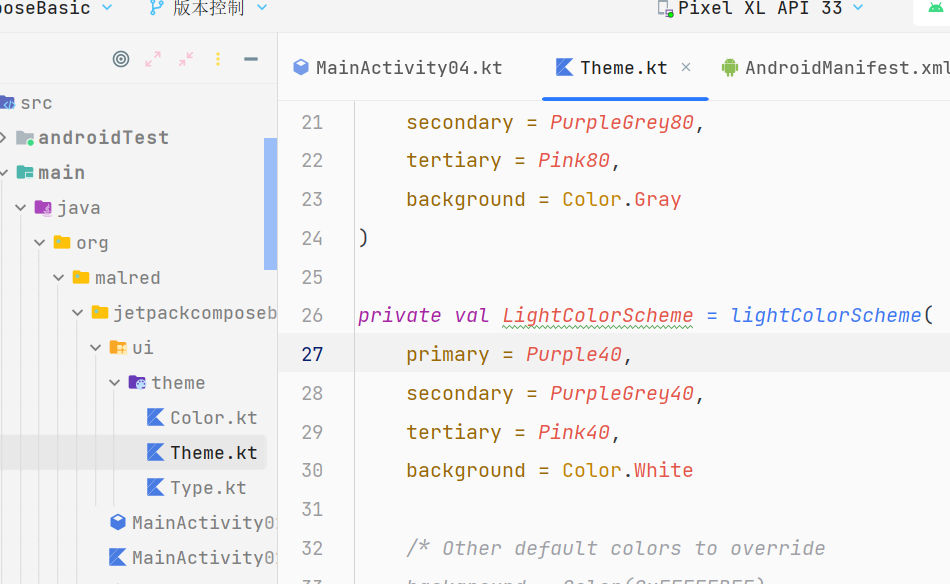 oseBasic 版本控制 Pixel XL API 33
MainActivity04.kt Theme.kt × AndroidManifest.xml
src
androidTest
main
java
org
malred
jetpackcomposeb
ui
theme
Color.kt
Theme.kt
Type.kt
MainActivity0
MainActivity0
21 secondary = PurpleGrey80,
22 tertiary = Pink80,
23 background = Color.Gray
24 )
25
26 private val LightColorScheme = lightColorScheme(
27 primary = Purple40,
28 secondary = PurpleGrey40,
29 tertiary = Pink40,
30 background = Color.White
31
32 /* Other default colors to override